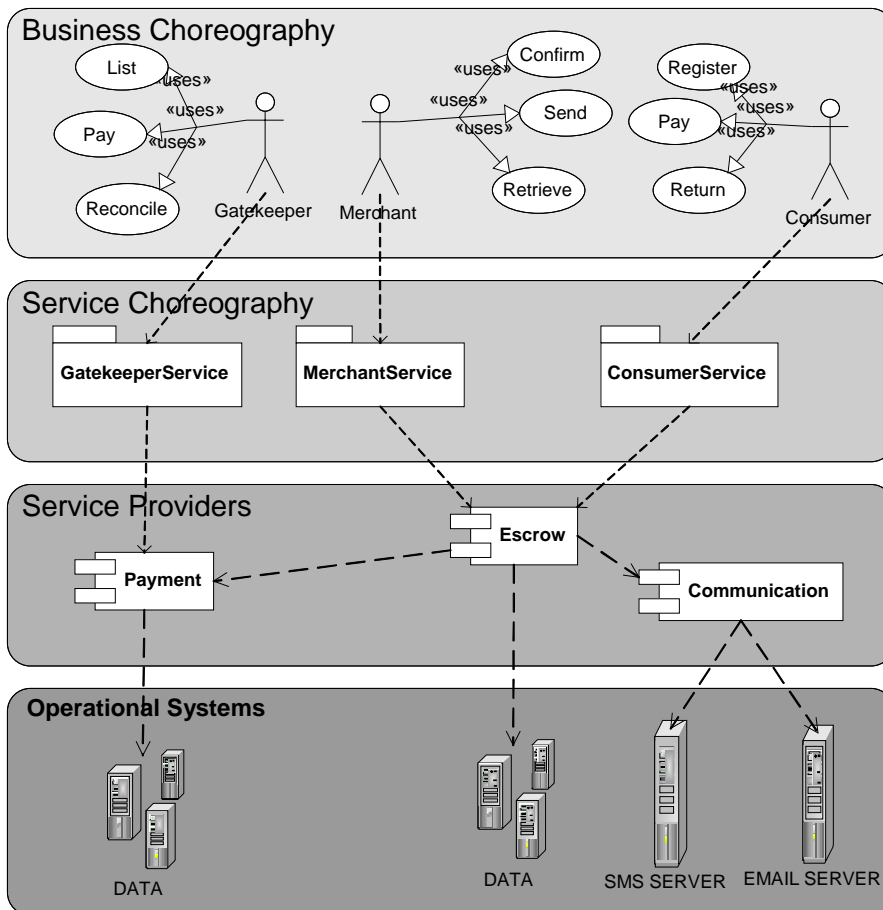 Business Choreography
List
«uses»
«uses»
Pay
«uses»
Reconcile
Gatekeeper
Confirm
«uses»
«uses»
Send
«uses»
Retrieve
Merchant
Register
«uses»
«uses»
Pay
«uses»
Return
Consumer
Service Choreography
GatekeeperService
MerchantService
ConsumerService
Service Providers
Escrow
Payment
Communication
Operational Systems
DATA
DATA
SMS SERVER
EMAIL SERVER